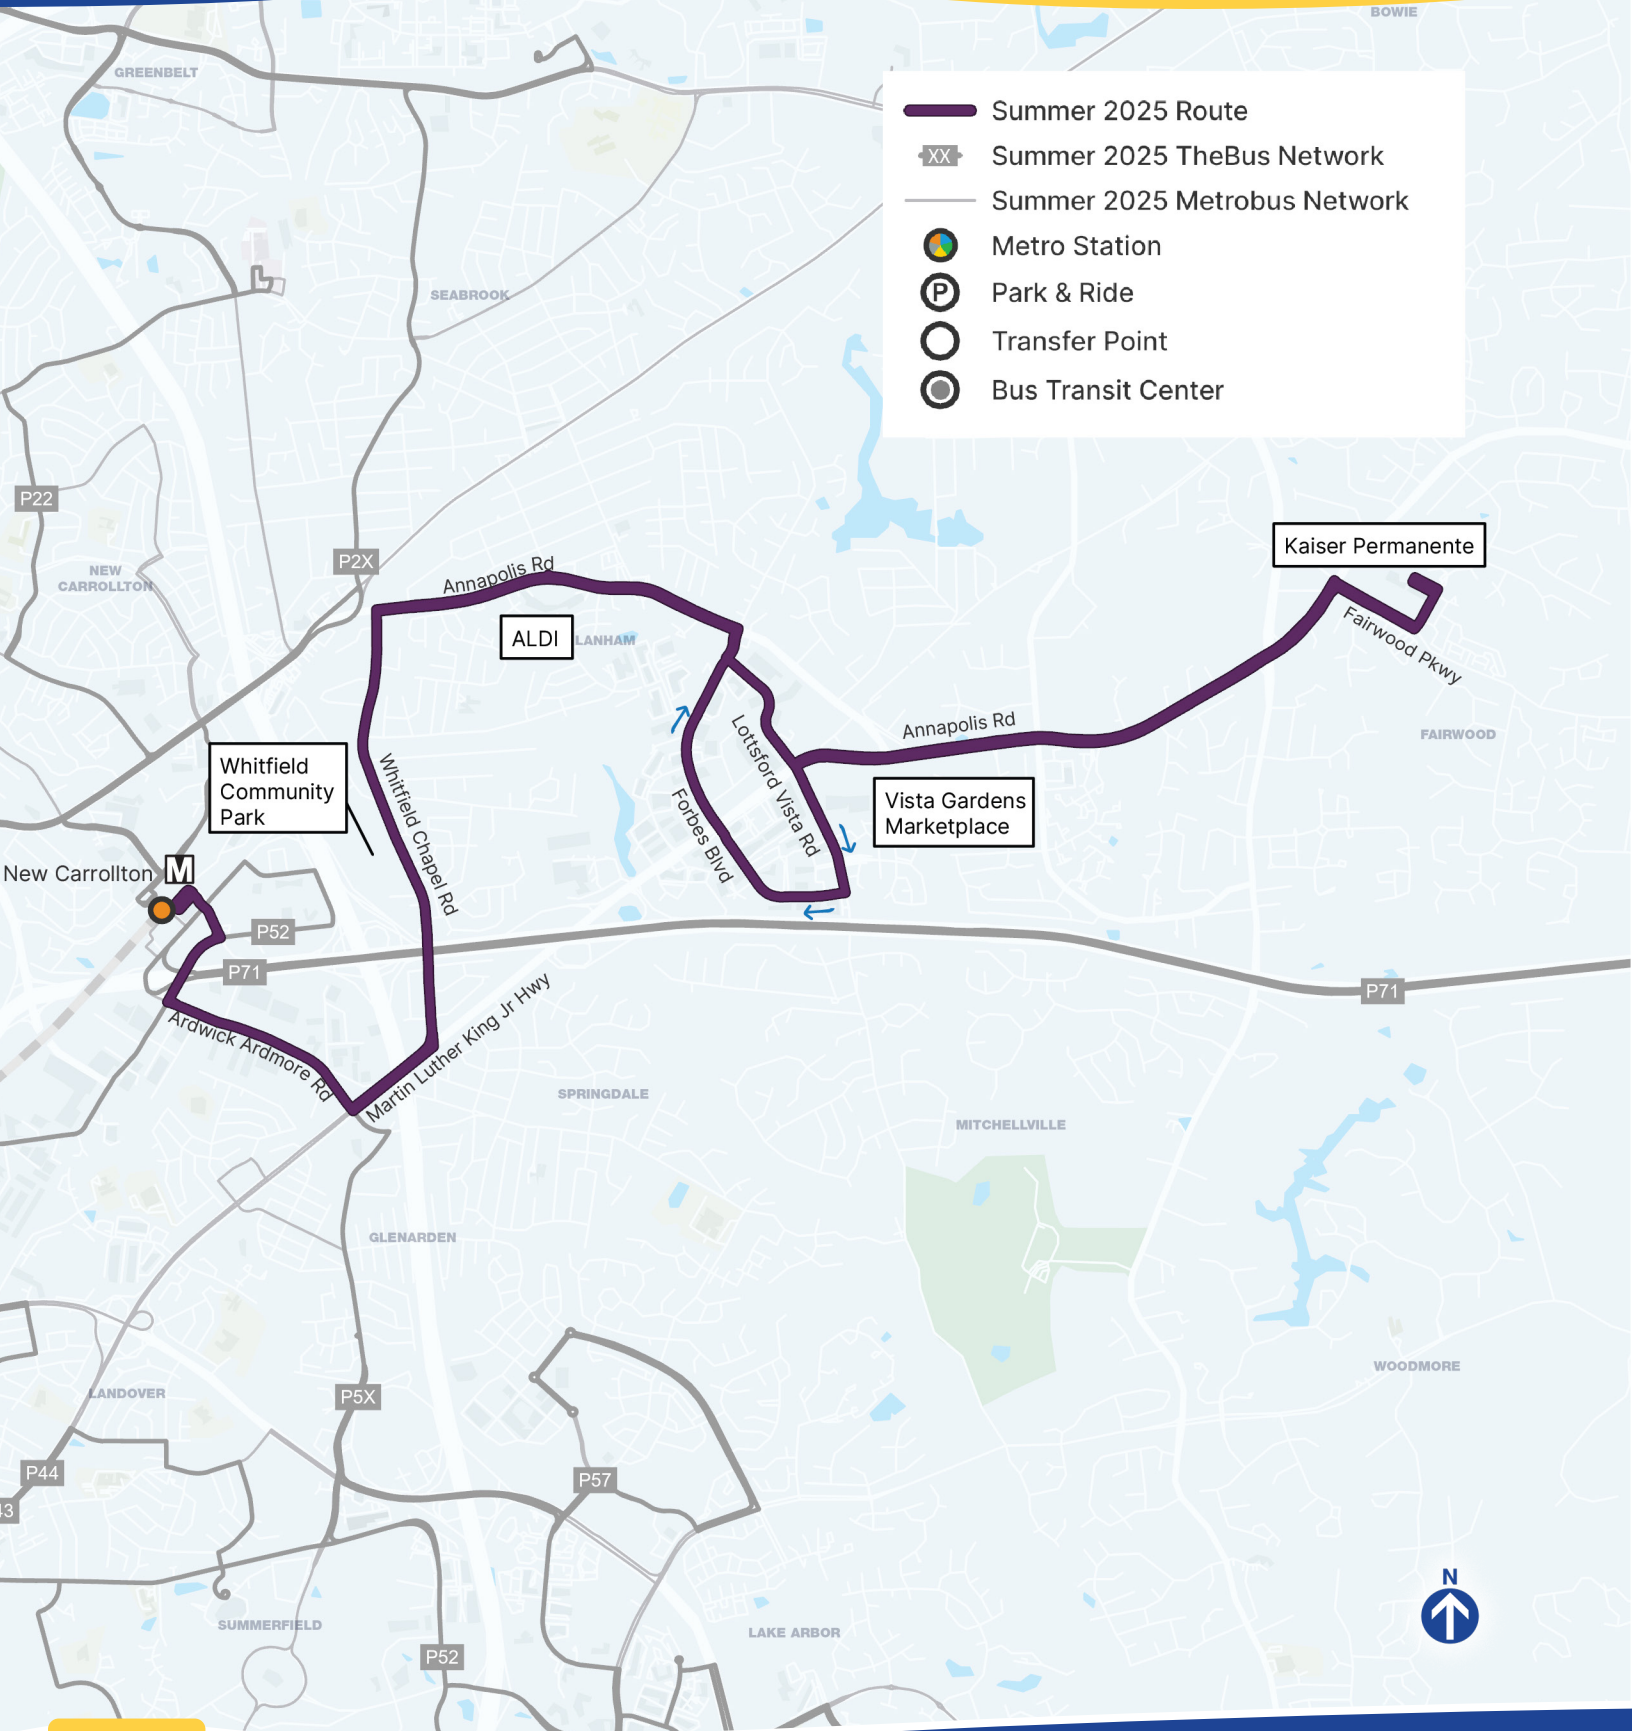 BOWIE
GREENBELT
Summer 2025 Route
XX
Summer 2025 TheBus Network
Summer 2025 Metrobus Network
Metro Station
P
Park & Ride
Transfer Point
Bus Transit Center
SEABROOK
P22
P2X
NEW
CARROLLTON
Annapolis Rd
ALDI
LANHAM
Kaiser Permanente
Fairwood Pkwy
Annapolis Rd
FAIRWOOD
Lottsford Vista Rd
Whitfield
Community
Park
Whitfield Chapel Rd
Forbes Blvd
Vista Gardens
Marketplace
New Carrollton
M
P52
P71
P71
Ardwick Ardmore Rd
Martin Luther King Jr Hwy
SPRINGDALE
MITCHELLVILLE
GLENARDEN
WOODMORE
LANDOVER
P5X
P44
P57
SUMMERFIELD
LAKE ARBOR
P52
N